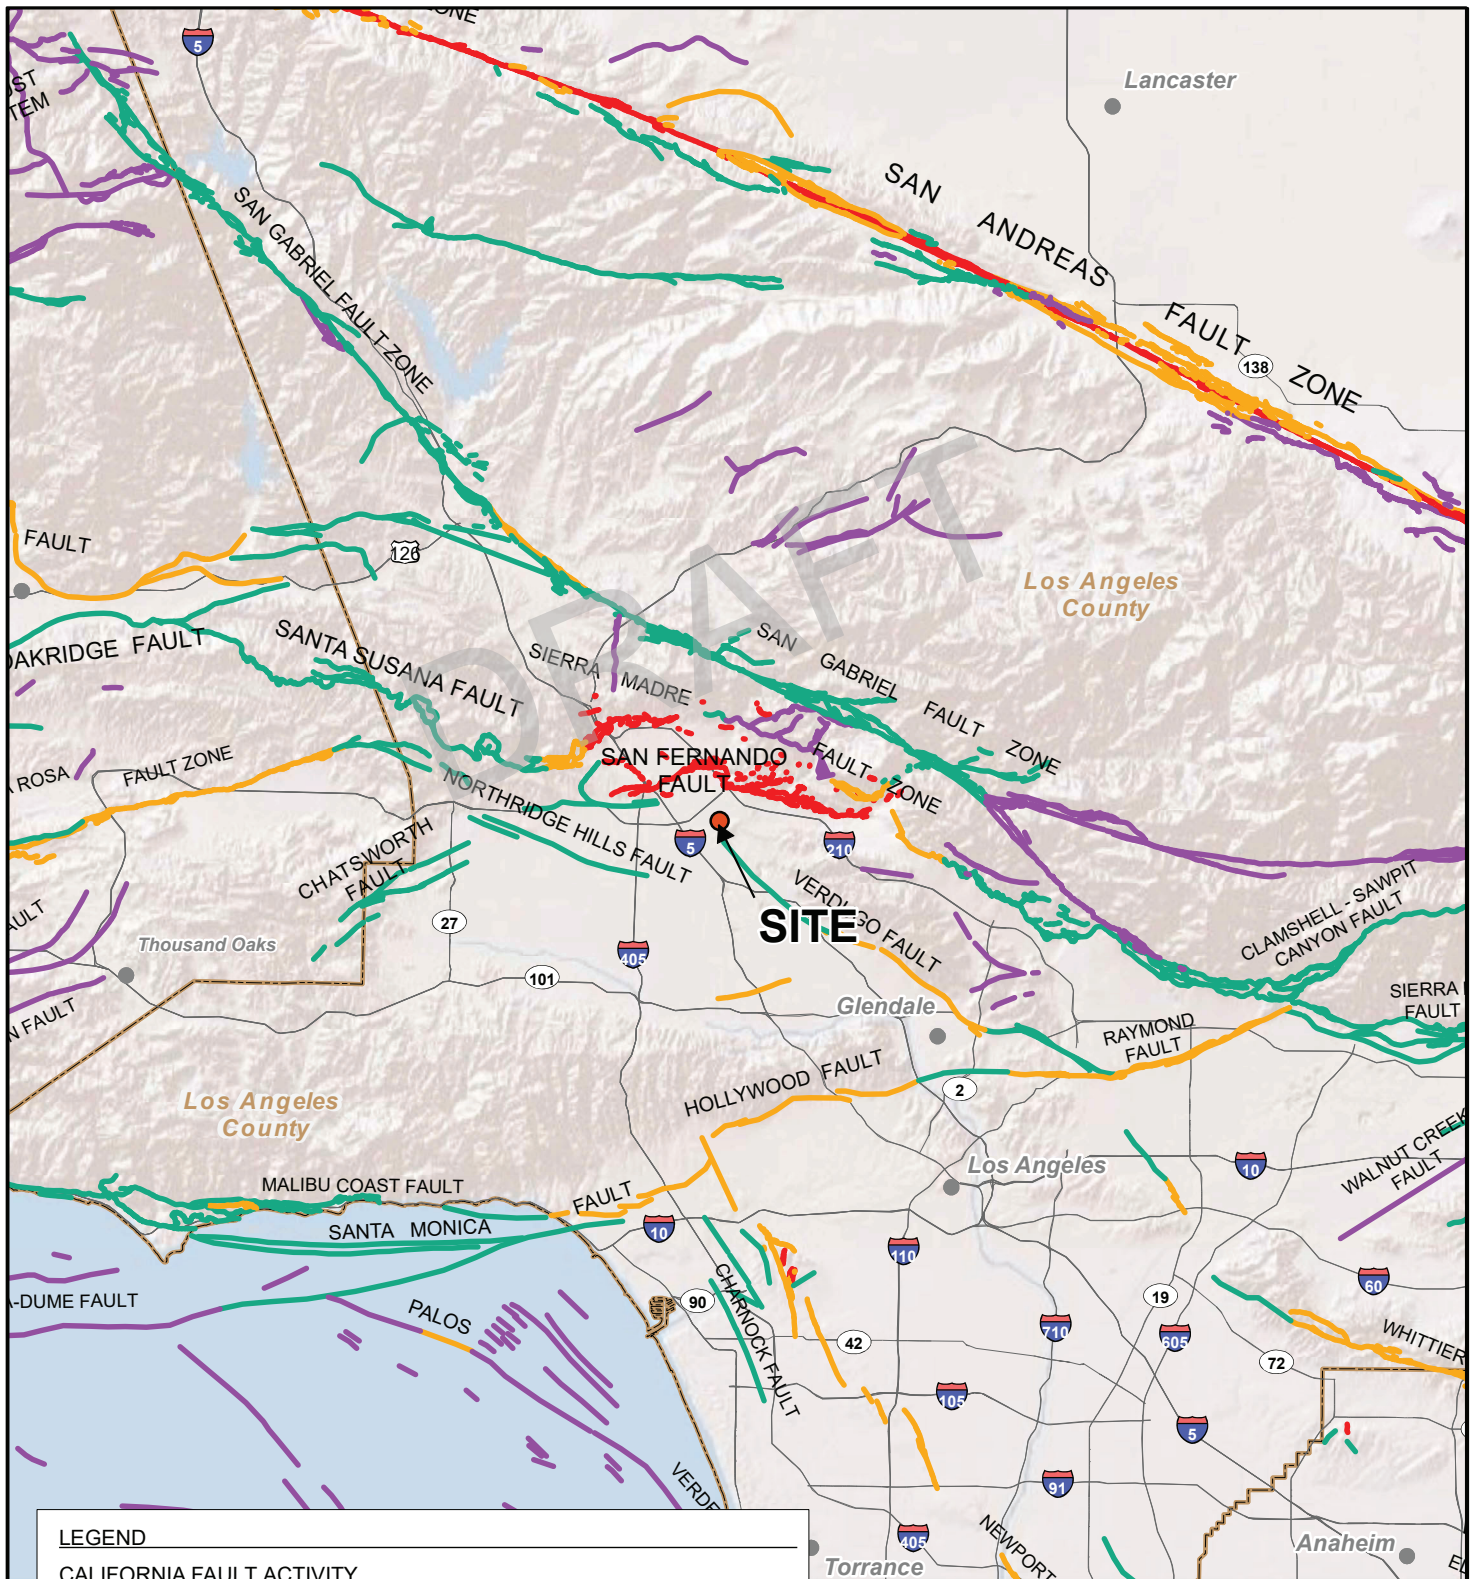 ZONE
5
Lancaster
SAN ANDREAS FAULT ZONE
138
SAN GABRIEL FAULT ZONE
FAULT
126
DRAFT
Los Angeles
County
OAKRIDGE FAULT
SANTA SUSANA FAULT
SIERRA MADRE FAULT ZONE
SAN GABRIEL FAULT ZONE
SAN FERNANDO
FAULT
ROSA
FAULT ZONE
NORTHRIDGE HILLS FAULT
CHATSWORTH
FAULT
5
210
SITE
VERDUGO FAULT
CLAMSHELL - SAWPIT
CANYON FAULT
27
Thousand Oaks
405
101
Glendale
SIERRA
FAULT
RAYMOND
FAULT
HOLLYWOOD FAULT
2
Los Angeles
County
Los Angeles
10
WALNUT CREEK
FAULT
MALIBU COAST FAULT
SANTA MONICA FAULT
10
110
60
-DUME FAULT
PALOS
VERDE
90
CHARNOCK FAULT
19
42
710
605
72
WHITTIER
105
5
91
405
NEWPORT
Torrance
Anaheim
LEGEND
CALIFORNIA FAULT ACTIVITY